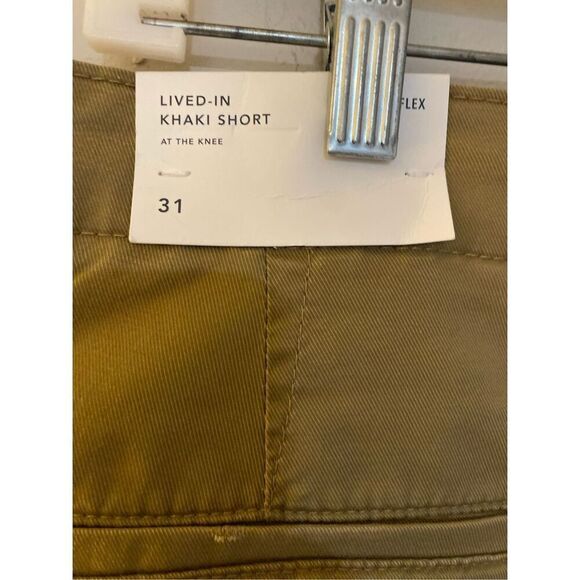 LIVED-IN
KHAKI SHORT
FLEX
AT THE KNEE
31